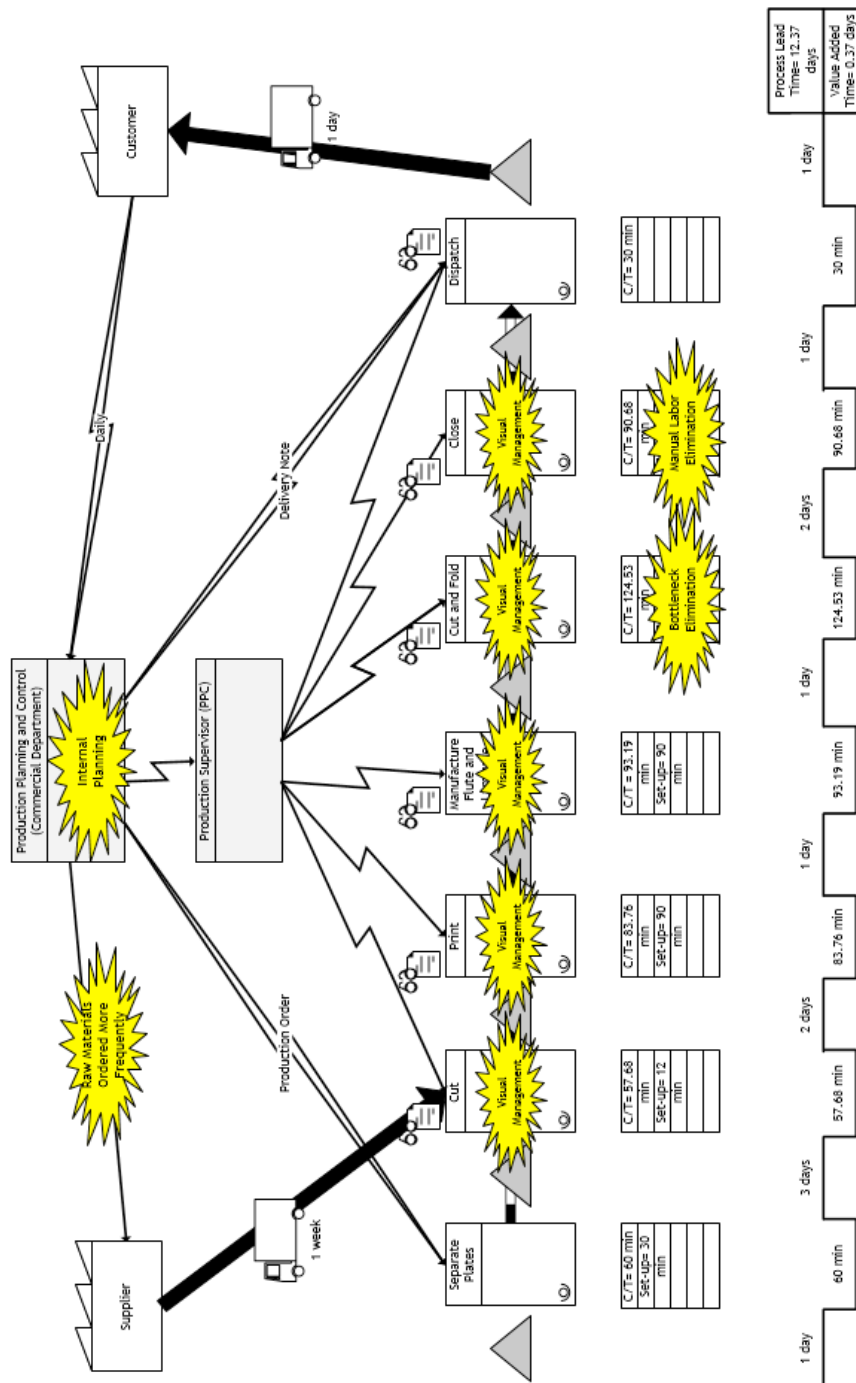 Supplier
Raw Materials
Ordered More
Frequently
Production Planning and Control
(Commercial Department)
Internal
Planning
Daily
Customer
1 week
Production Order
Production Supervisor (PPC)
Delivery Note
1 day
Separate
Plates
Cut
Visual
Management
Print
Visual
Management
Manufacture
Flute and
Visual
Management
Cut and Fold
Visual
Management
Close
Visual
Management
Dispatch
C/T= 60 min
Set-up= 30
min
C/T= 57.68
min
Set-up= 12
min
C/T= 83.76
min
Set-up= 90
min
C/T= 93.19
min
Set-up= 90
min
C/T= 124.53
min
Bottleneck
Elimination
C/T= 90.68
min
Manual Labor
Elimination
C/T= 30 min
1 day
3 days
2 days
1 day
1 day
2 days
1 day
1 day
Process Lead
Time= 12.37
days
60 min
57.68 min
83.76 min
93.19 min
124.53 min
90.68 min
30 min
Value Added
Time= 0.37 days